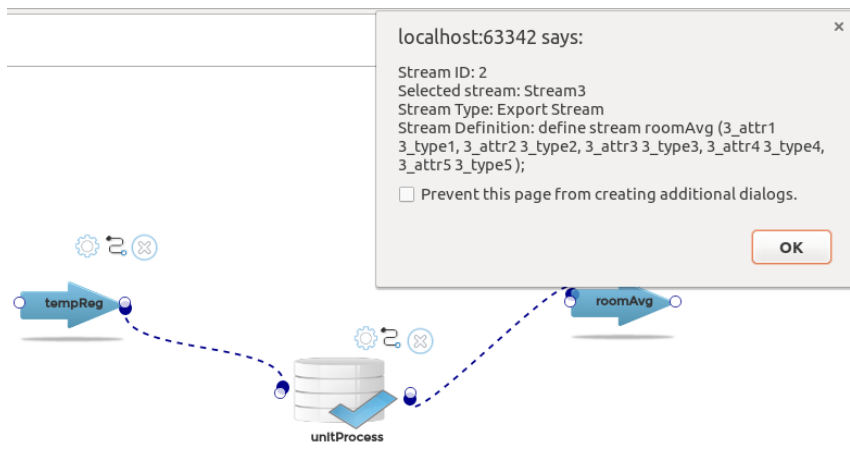 localhost:63342 says:
Stream ID: 2
Selected stream: Stream3
Stream Type: Export Stream
Stream Definition: define stream roomAvg (3_attr1
3_type1, 3_attr2 3_type2, 3_attr3 3_type3, 3_attr4 3_type4,
3_attr5 3_type5 );
Prevent this page from creating additional dialogs.
OK
tempReg
roomAvg
unitProcess